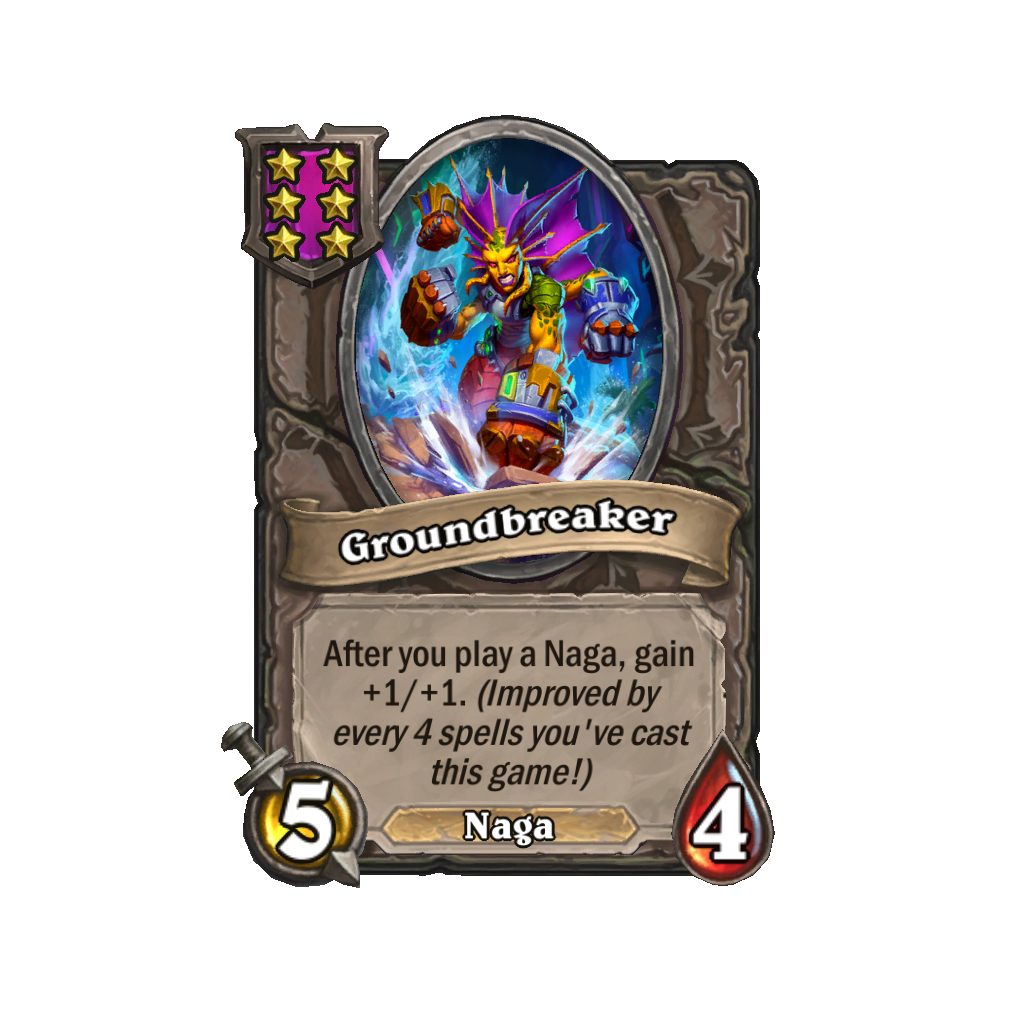 Groundbreaker
After you play a Naga, gain
+1/+1. (Improved by
every 4 spells you've cast
this game!)
Naga
5
4